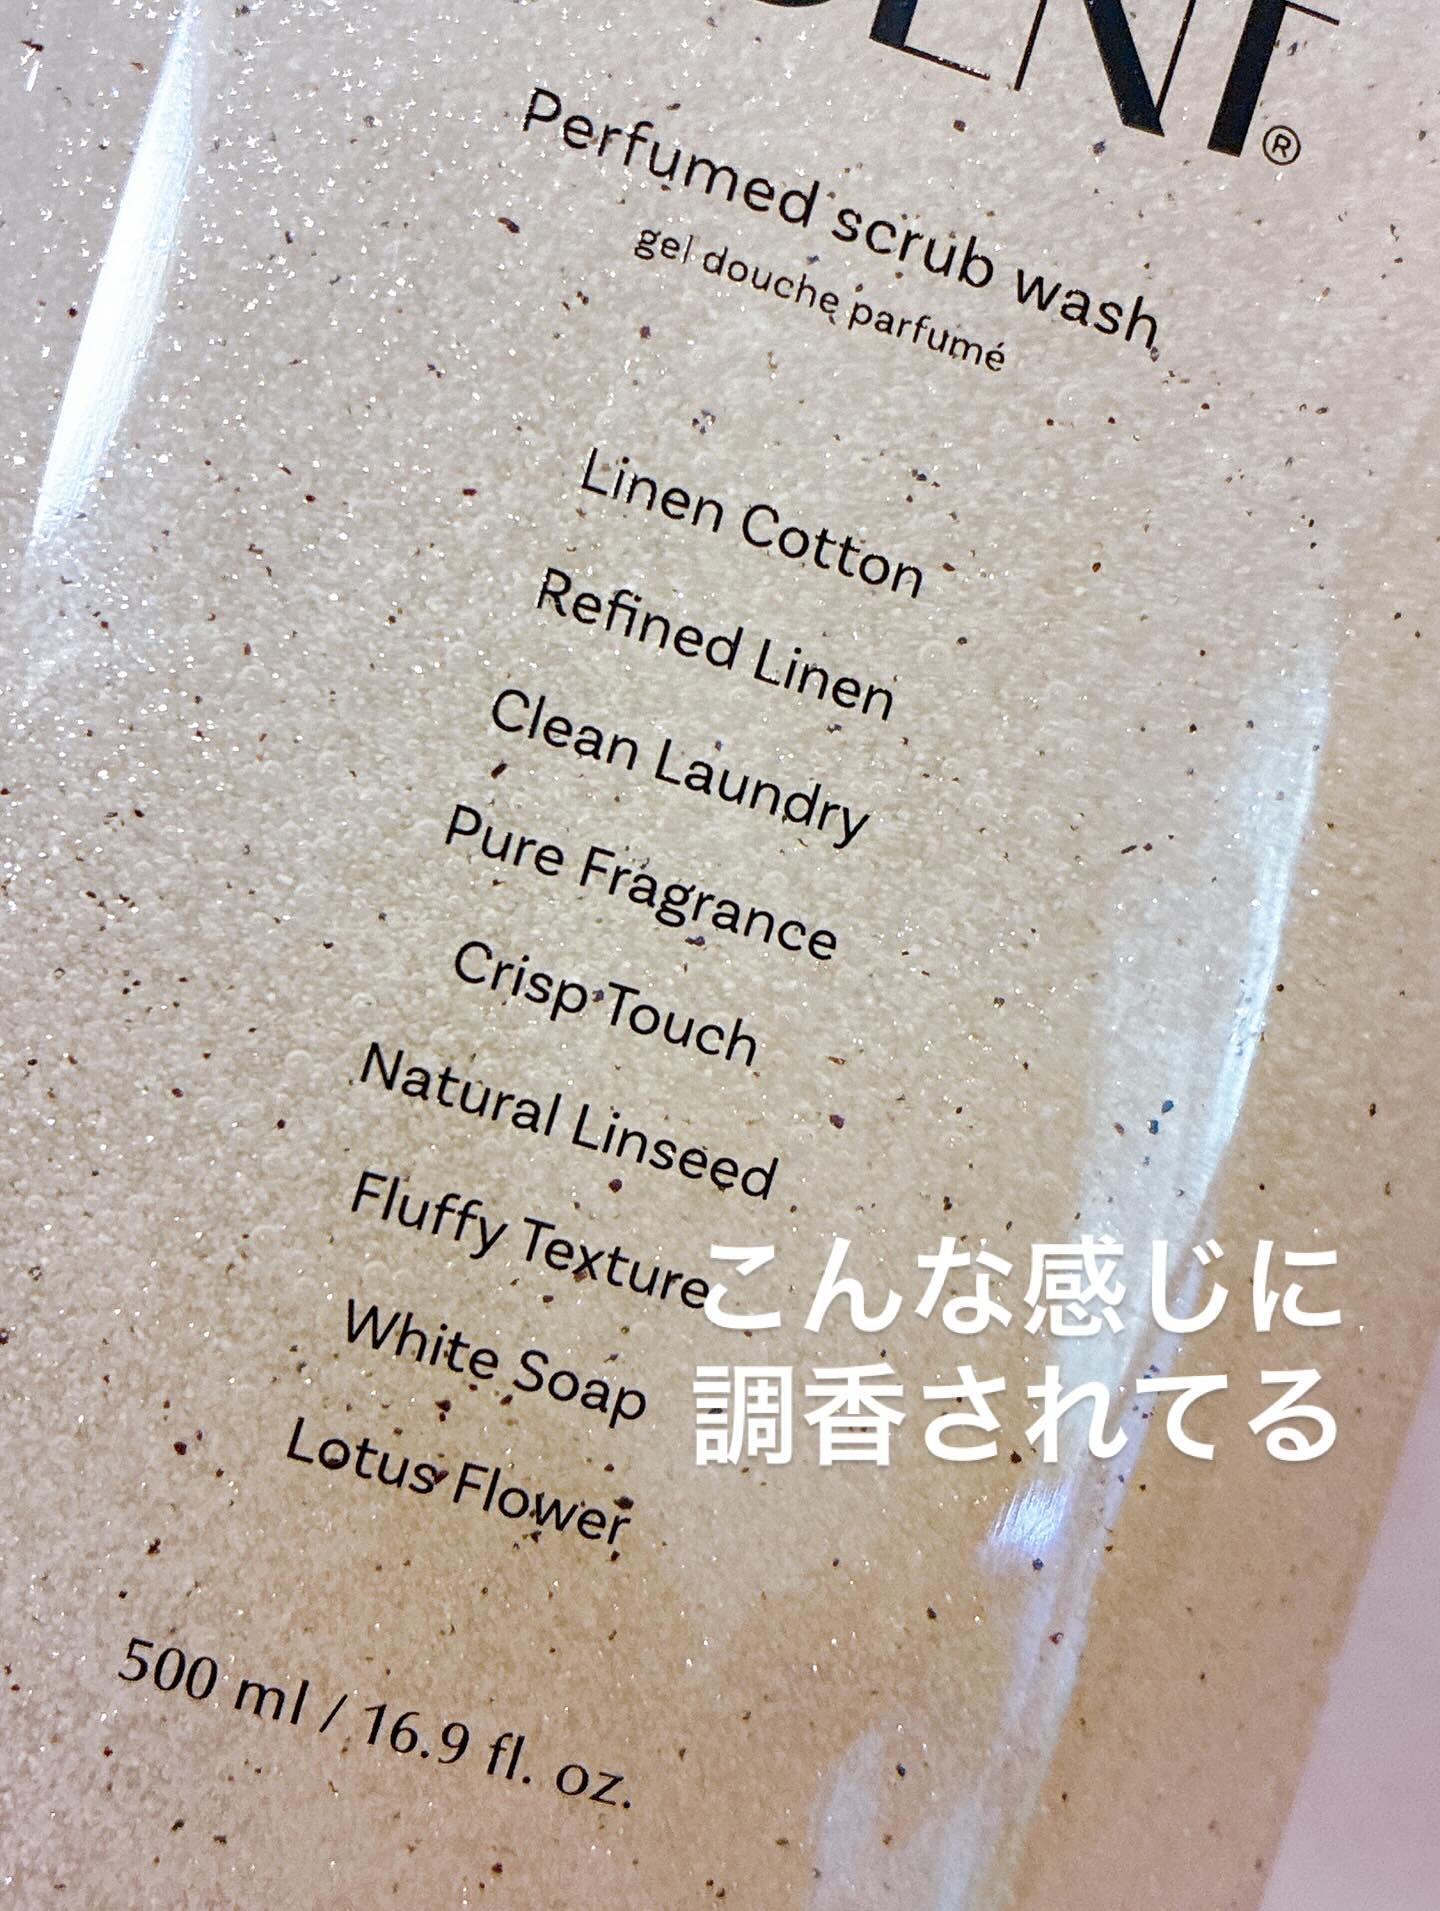 Perfumed scrub wash
gel douche parfumé
Linen Cotton
Refined Linen
Clean Laundry
Pure Fragrance
Crisp Touch
Natural Linseed
Fluffy Texture
White Soap
Lotus Flower
500 ml / 16.9 fl. oz.
こんな感じに
調香されてる